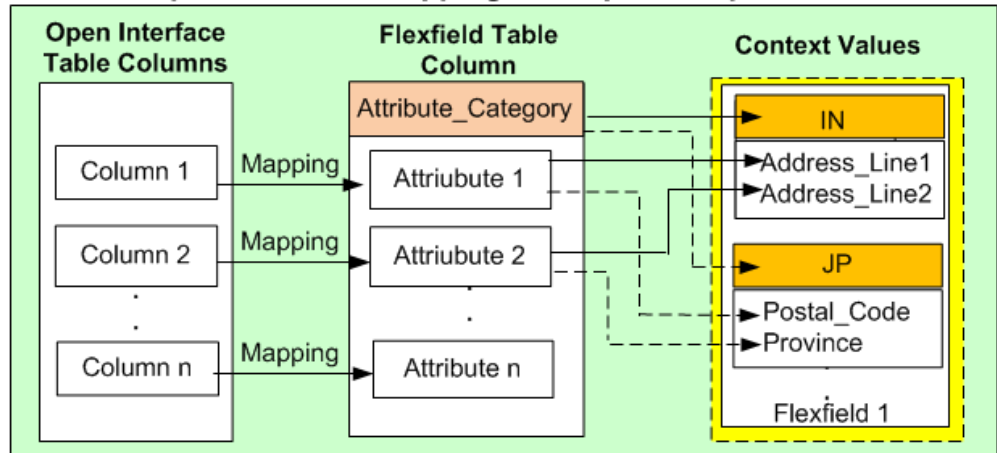 Open Interface
Table Columns
Column 1
Column 2
.
.
Column n
Mapping
Mapping
Mapping
Flexfield Table
Column
Attribute_Category
Attriubute 1
Attriubute 2
.
.
Attribute n
Context Values
IN
Address_Line1
Address_Line2
JP
Postal_Code
Province
.
.
Flexfield 1